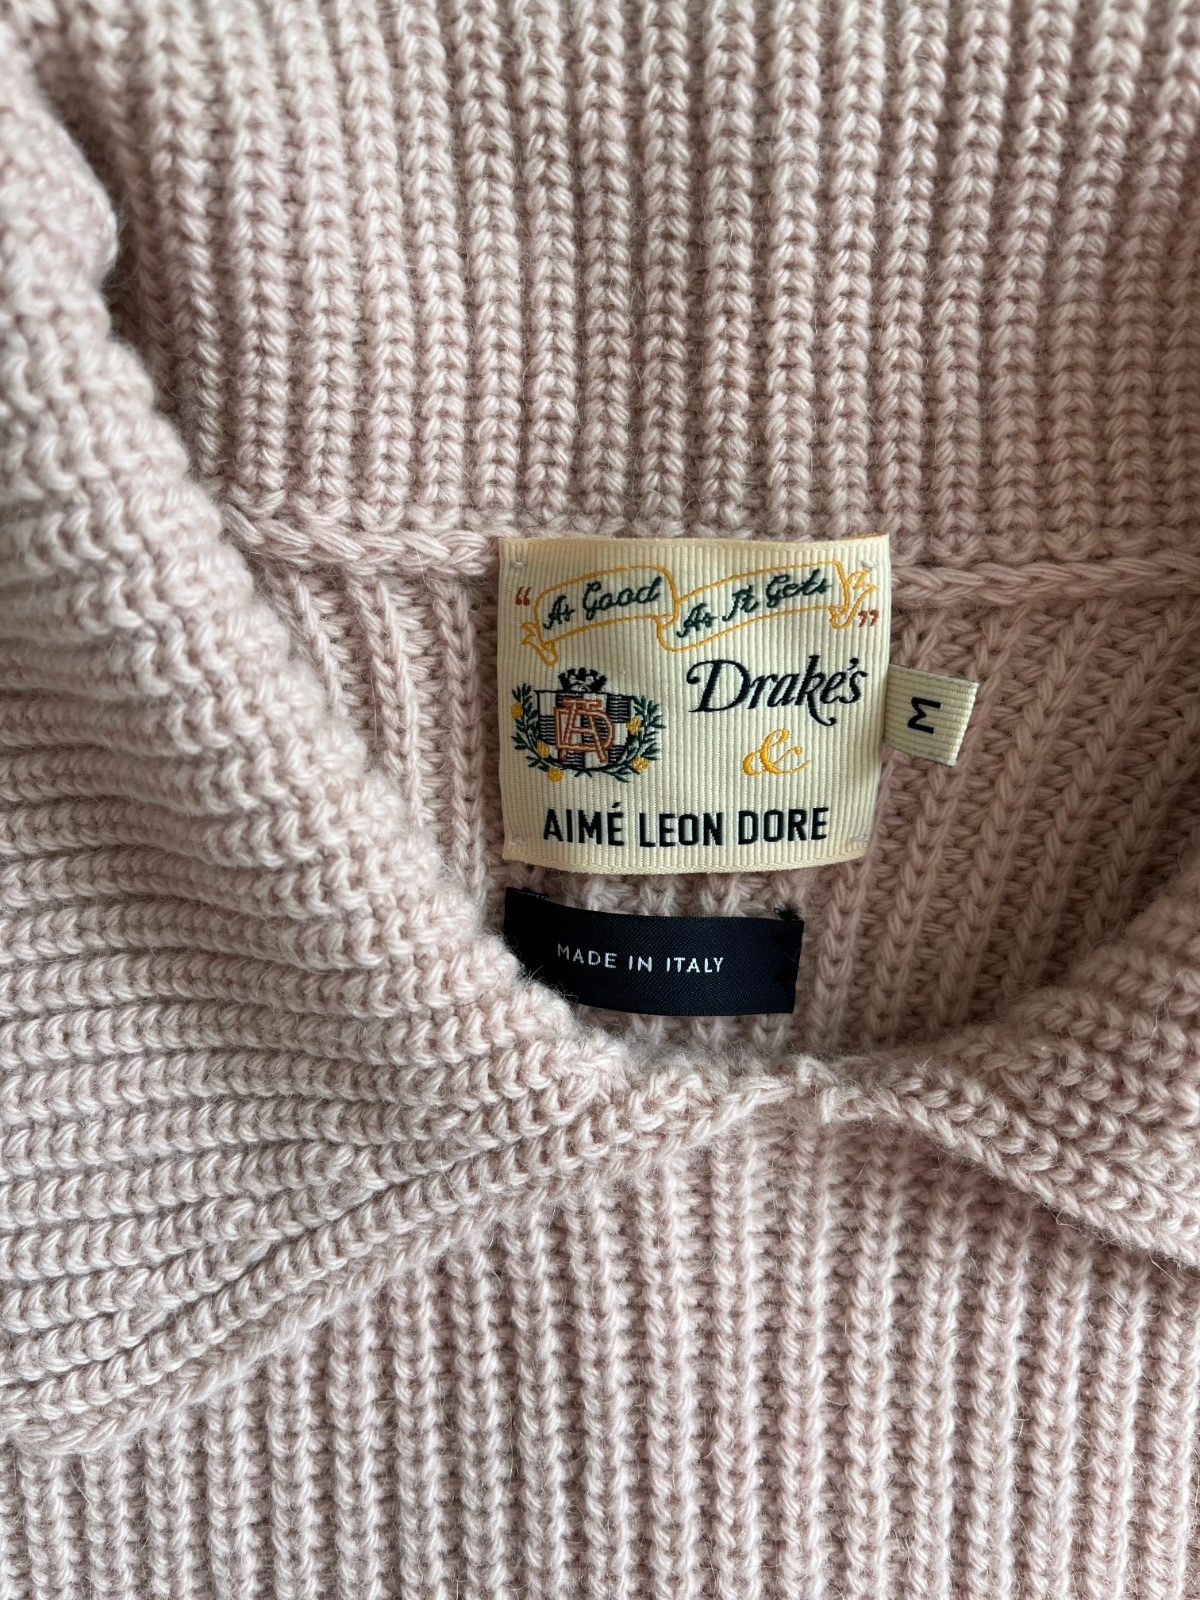 “As Good As It Gets”
Drake's
&
AIMÉ LEON DORE
M
MADE IN ITALY